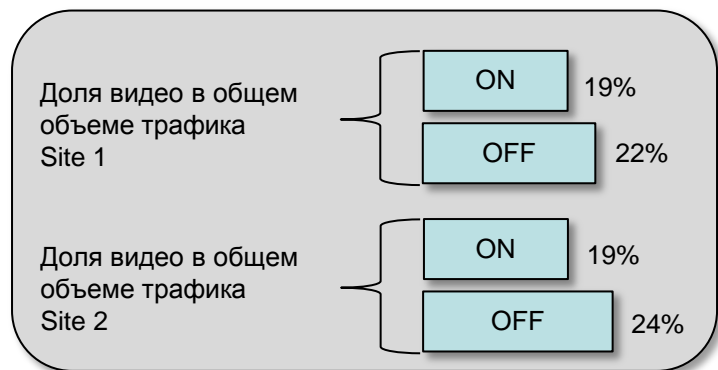 Доля видео в общем
объеме трафика
Site 1
ON
19%
OFF
22%
Доля видео в общем
объеме трафика
Site 2
ON
19%
OFF
24%